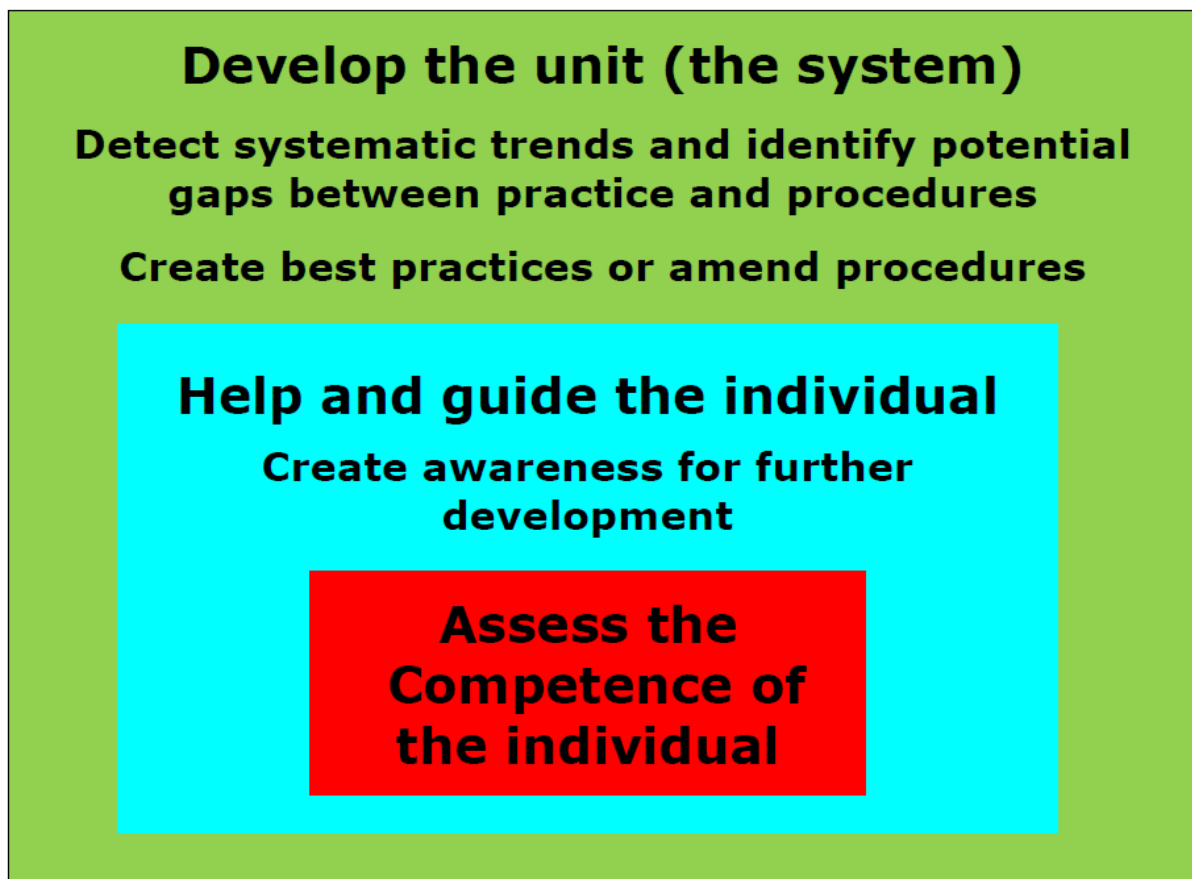 Develop the unit (the system)
Detect systematic trends and identify potential
gaps between practice and procedures
Create best practices or amend procedures
Help and guide the individual
Create awareness for further
development
Assess the
Competence of
the individual